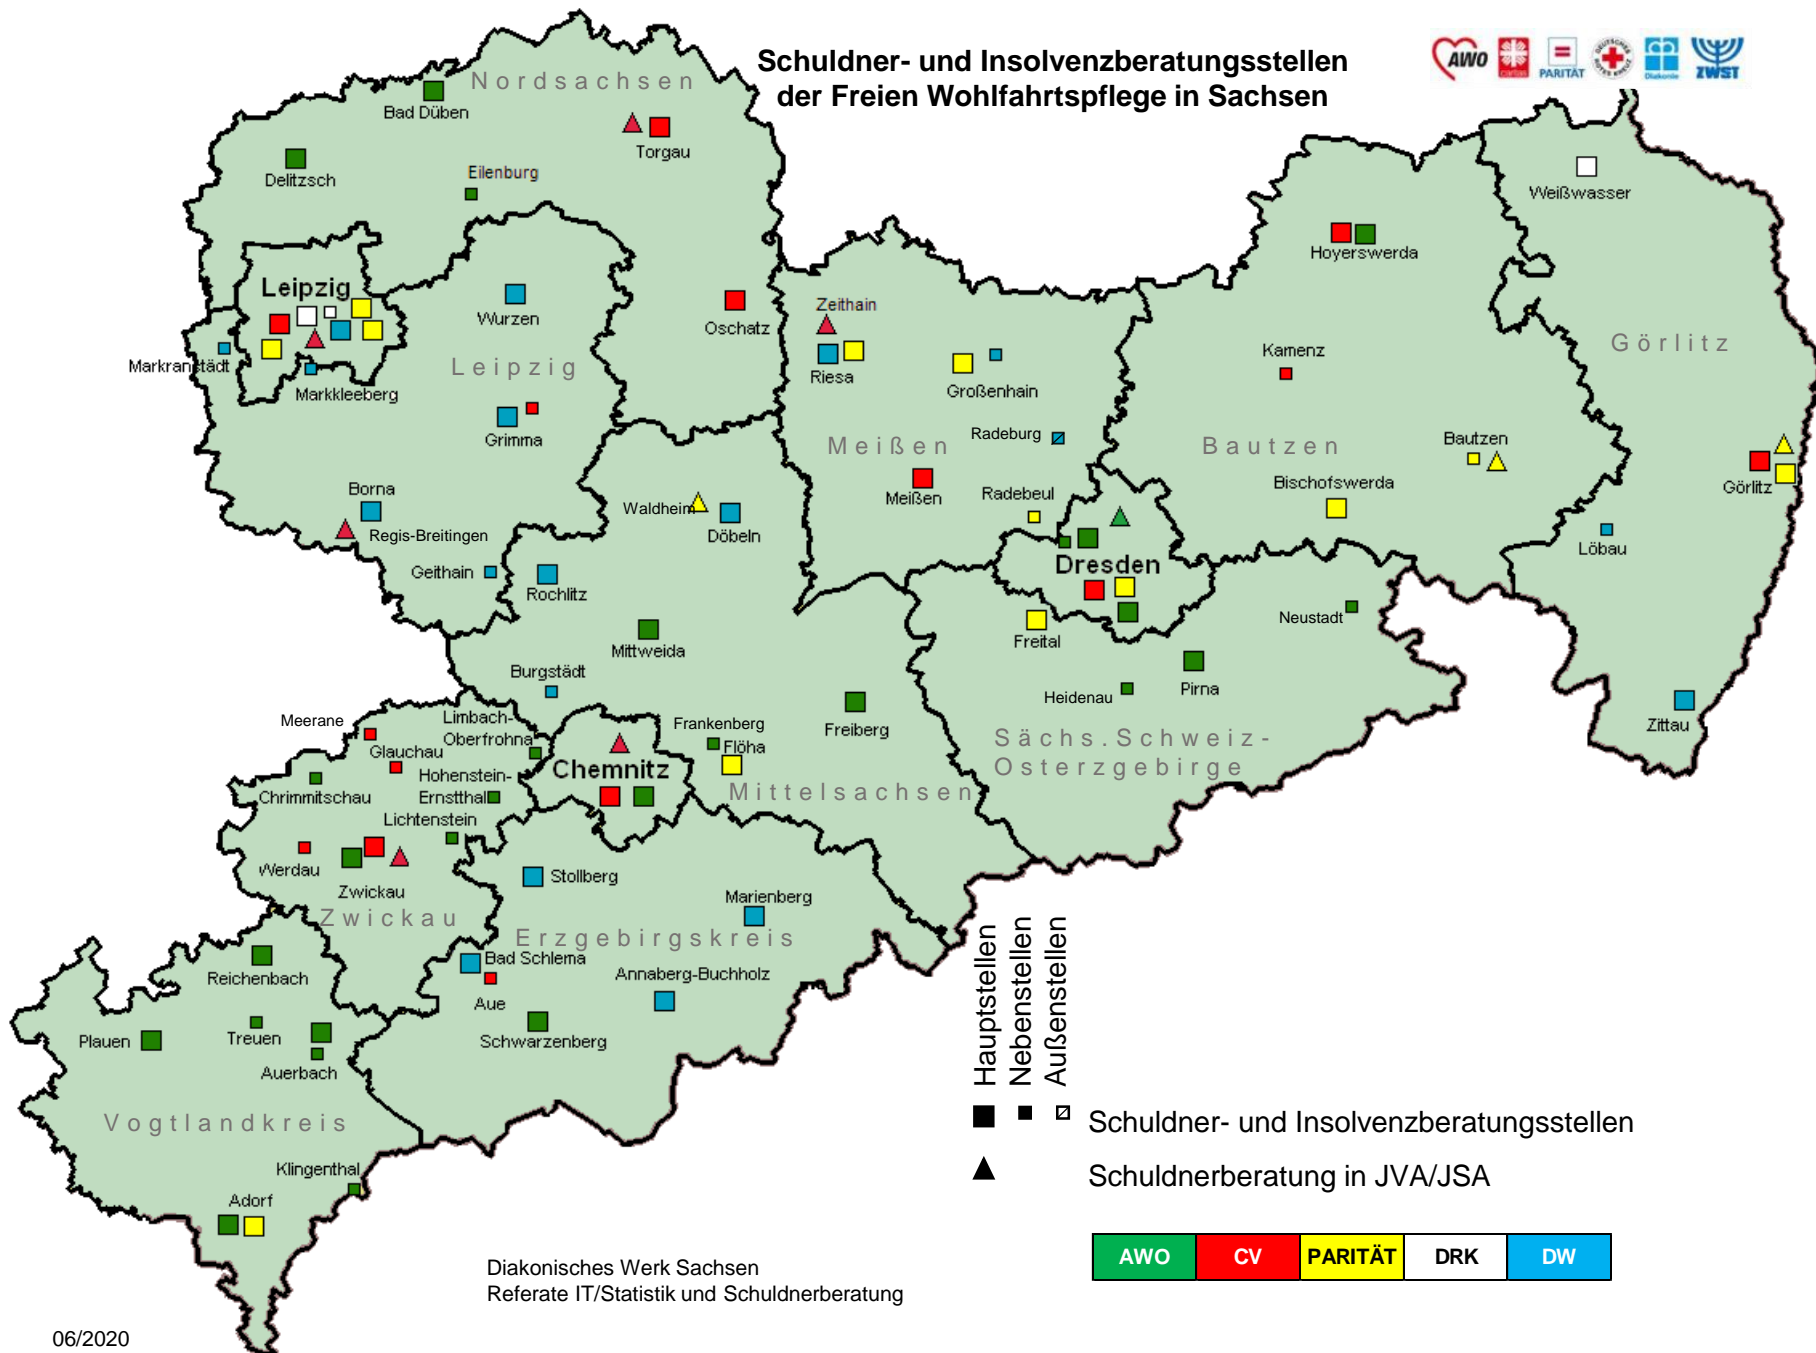 Schuldner- und Insolvenzberatungsstellen
der Freien Wohlfahrtspflege in Sachsen
AWO
caritas
PARITÄT
DEUTSCHES ROTES KREUZ
Diakonie
ZWST
Nordsachsen
Bad Düben
Torgau
Delitzsch
Eilenburg
Weißwasser
Hoyerswerda
Leipzig
Wurzen
Oschatz
Zeithain
Riesa
Großenhain
Kamenz
Görlitz
Markranstädt
Markkleeberg
Leipzig
Grimma
Radeburg
Meißen
Bautzen
Bautzen
Meißen
Radebeul
Bischofswerda
Görlitz
Borna
Regis-Breitingen
Waldheim
Döbeln
Löbau
Geithain
Rochlitz
Dresden
Freital
Neustadt
Mittweida
Burgstädt
Heidenau
Pirna
Zittau
Meerane
Limbach-
Oberfrohna
Frankenberg
Flöha
Freiberg
Glauchau
Sächs.Schweiz-
Osterzgebirge
Chrimmitschau
Hohenstein-
Ernstthal
Chemnitz
Mittelsachsen
Lichtenstein
Werdau
Zwickau
Stollberg
Marienberg
Zwickau
Erzgebirgskreis
Reichenbach
Bad Schlema
Annaberg-Buchholz
Aue
Plauen
Treuen
Schwarzenberg
Auerbach
Vogtlandkreis
Klingenthal
Adorf
Hauptstellen
Nebenstellen
Außenstellen
Schuldner- und Insolvenzberatungsstellen
Schuldnerberatung in JVA/JSA
AWO CV PARITÄT DRK DW
Diakonisches Werk Sachsen
Referate IT/Statistik und Schuldnerberatung
06/2020